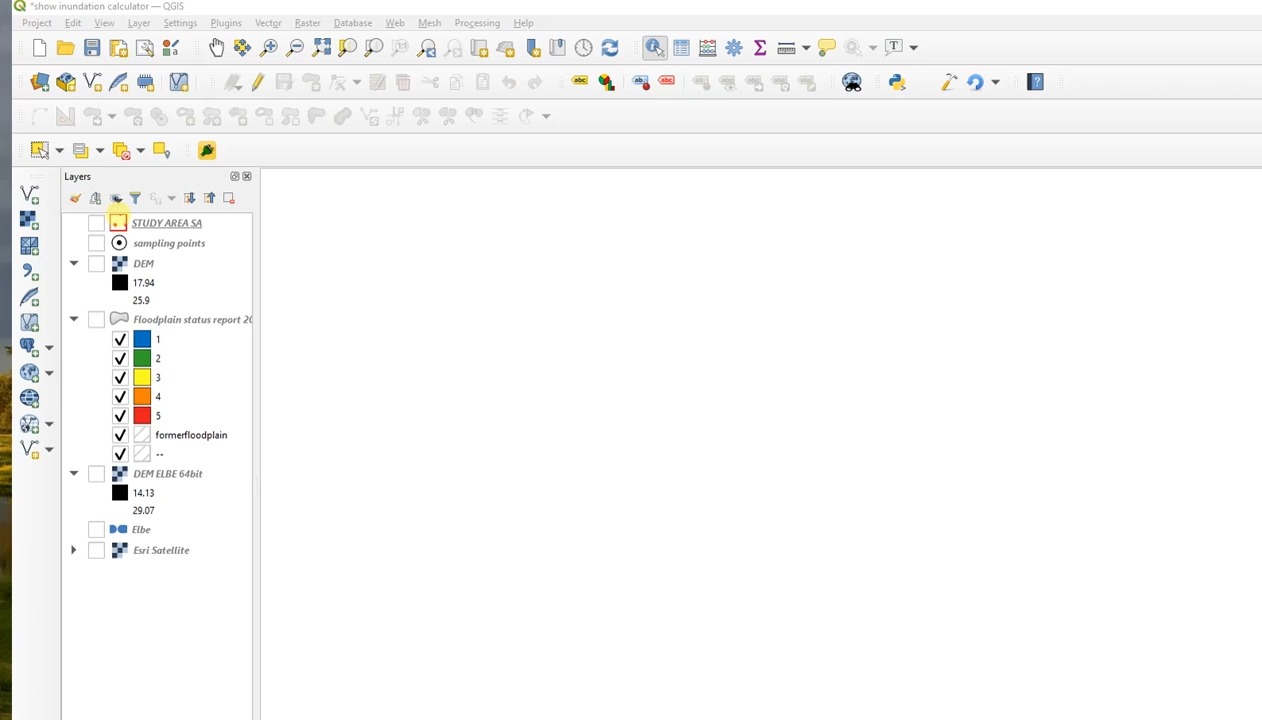 *show inundation calculator — QGIS
Project Edit View Layer Settings Plugins Vector Raster Database Web Mesh Processing Help
Layers
STUDY AREA SA
sampling points
DEM
17.94
25.9
Floodplain status report 20
1
2
3
4
5
formerfloodplain
--
DEM ELBE 64bit
14.13
29.07
Elbe
Esri Satellite